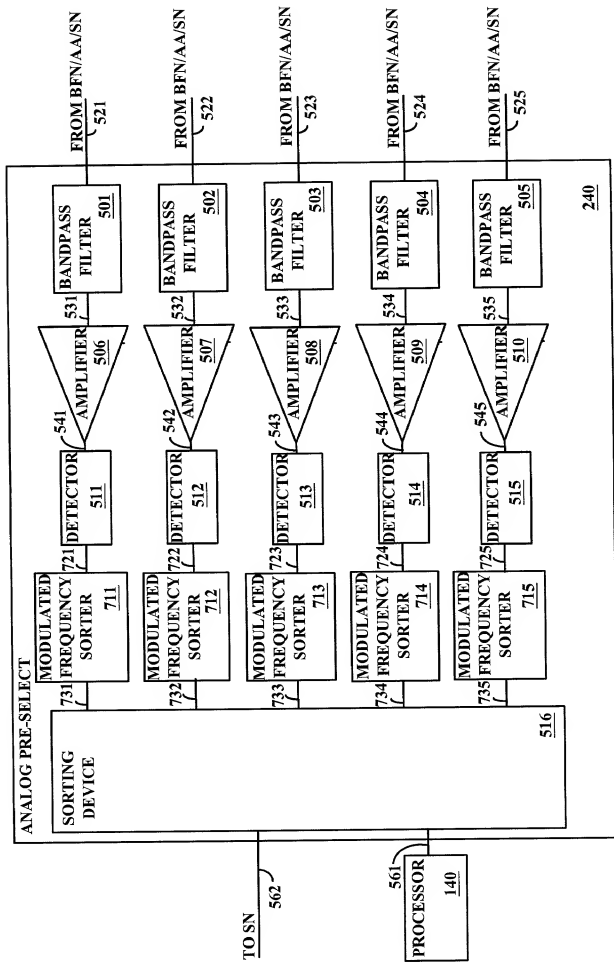 ANALOG PRE-SELECT
240
FROM BFN/AA/SN
521
BANDPASS
FILTER
501
531
AMPLIFIER
506
541
DETECTOR
511
721
MODULATED
FREQUENCY
SORTER
711
731
FROM BFN/AA/SN
522
BANDPASS
FILTER
502
532
AMPLIFIER
507
542
DETECTOR
512
722
MODULATED
FREQUENCY
SORTER
712
732
FROM BFN/AA/SN
523
BANDPASS
FILTER
503
533
AMPLIFIER
508
543
DETECTOR
513
723
MODULATED
FREQUENCY
SORTER
713
733
FROM BFN/AA/SN
524
BANDPASS
FILTER
504
534
AMPLIFIER
509
544
DETECTOR
514
724
MODULATED
FREQUENCY
SORTER
714
734
FROM BFN/AA/SN
525
BANDPASS
FILTER
505
535
AMPLIFIER
510
545
DETECTOR
515
725
MODULATED
FREQUENCY
SORTER
715
735
SORTING
DEVICE
516
TO SN
562
561
PROCESSOR
140